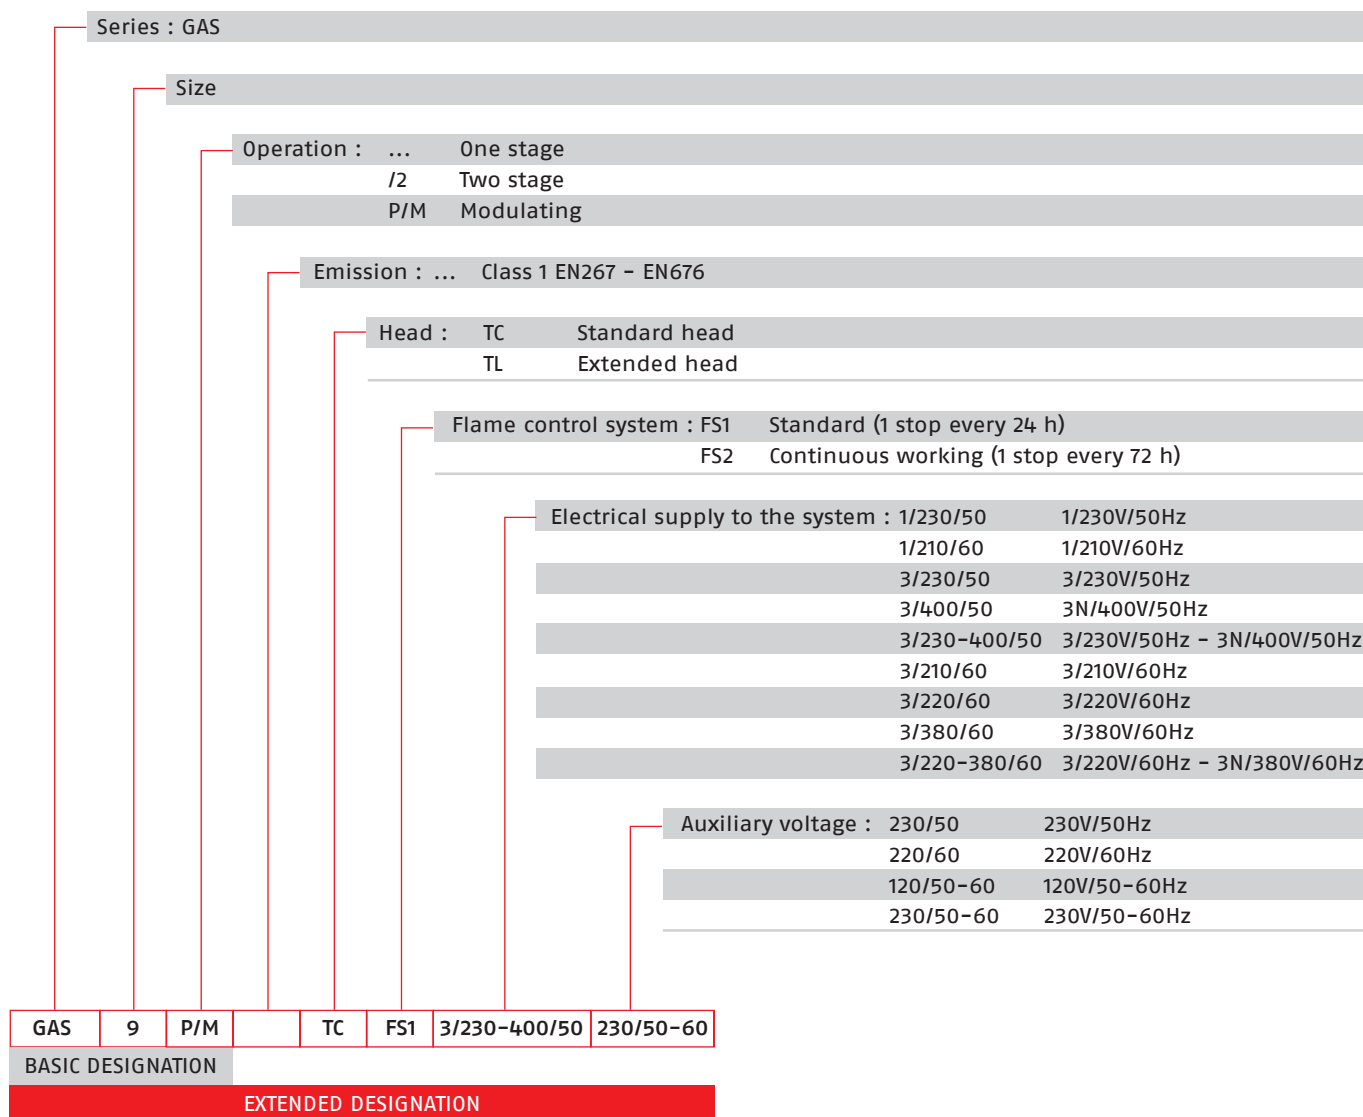 Series : GAS
Size
Operation : ... One stage
/2 Two stage
P/M Modulating
Emission : ... Class 1 EN267 - EN676
Head : TC Standard head
TL Extended head
Flame control system : FS1 Standard (1 stop every 24 h)
FS2 Continuous working (1 stop every 72 h)
Electrical supply to the system : 1/230/50 1/230V/50Hz
1/210/60 1/210V/60Hz
3/230/50 3/230V/50Hz
3/400/50 3N/400V/50Hz
3/230-400/50 3/230V/50Hz - 3N/400V/50Hz
3/210/60 3/210V/60Hz
3/220/60 3/220V/60Hz
3/380/60 3/380V/60Hz
3/220-380/60 3/220V/60Hz - 3N/380V/60Hz
Auxiliary voltage : 230/50 230V/50Hz
220/60 220V/60Hz
120/50-60 120V/50-60Hz
230/50-60 230V/50-60Hz
GAS 9 P/M TC FS1 3/230-400/50 230/50-60
BASIC DESIGNATION
EXTENDED DESIGNATION